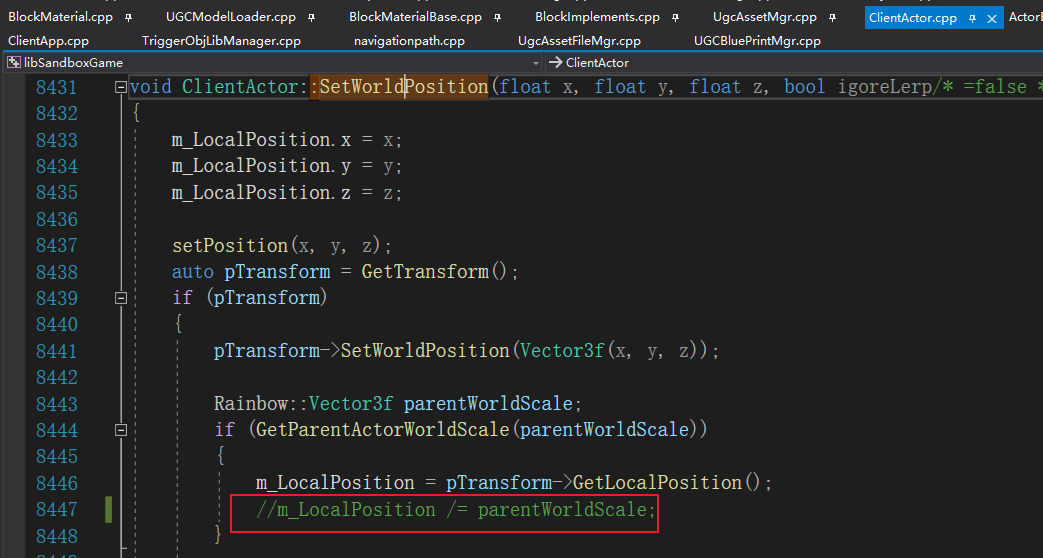 BlockMaterial.cpp UGCModelLoader.cpp BlockMaterialBase.cpp BlockImplements.cpp UgcAssetMgr.cpp ClientActor.cpp ActorE
ClientApp.cpp TriggerObjLibManager.cpp navigationpath.cpp UgcAssetFileMgr.cpp UGCBluePrintMgr.cpp
libSandboxGame ClientActor
8431 void ClientActor::SetWorldPosition(float x, float y, float z, bool igoreLerp/* =false *
8432 {
8433 m_LocalPosition.x = x;
8434 m_LocalPosition.y = y;
8435 m_LocalPosition.z = z;
8436
8437 setPosition(x, y, z);
8438 auto pTransform = GetTransform();
8439 if (pTransform)
8440 {
8441 pTransform->SetWorldPosition(Vector3f(x, y, z));
8442
8443 Rainbow::Vector3f parentWorldScale;
8444 if (GetParentActorWorldScale(parentWorldScale))
8445 {
8446 m_LocalPosition = pTransform->GetLocalPosition();
8447 //m_LocalPosition /= parentWorldScale;
8448 }